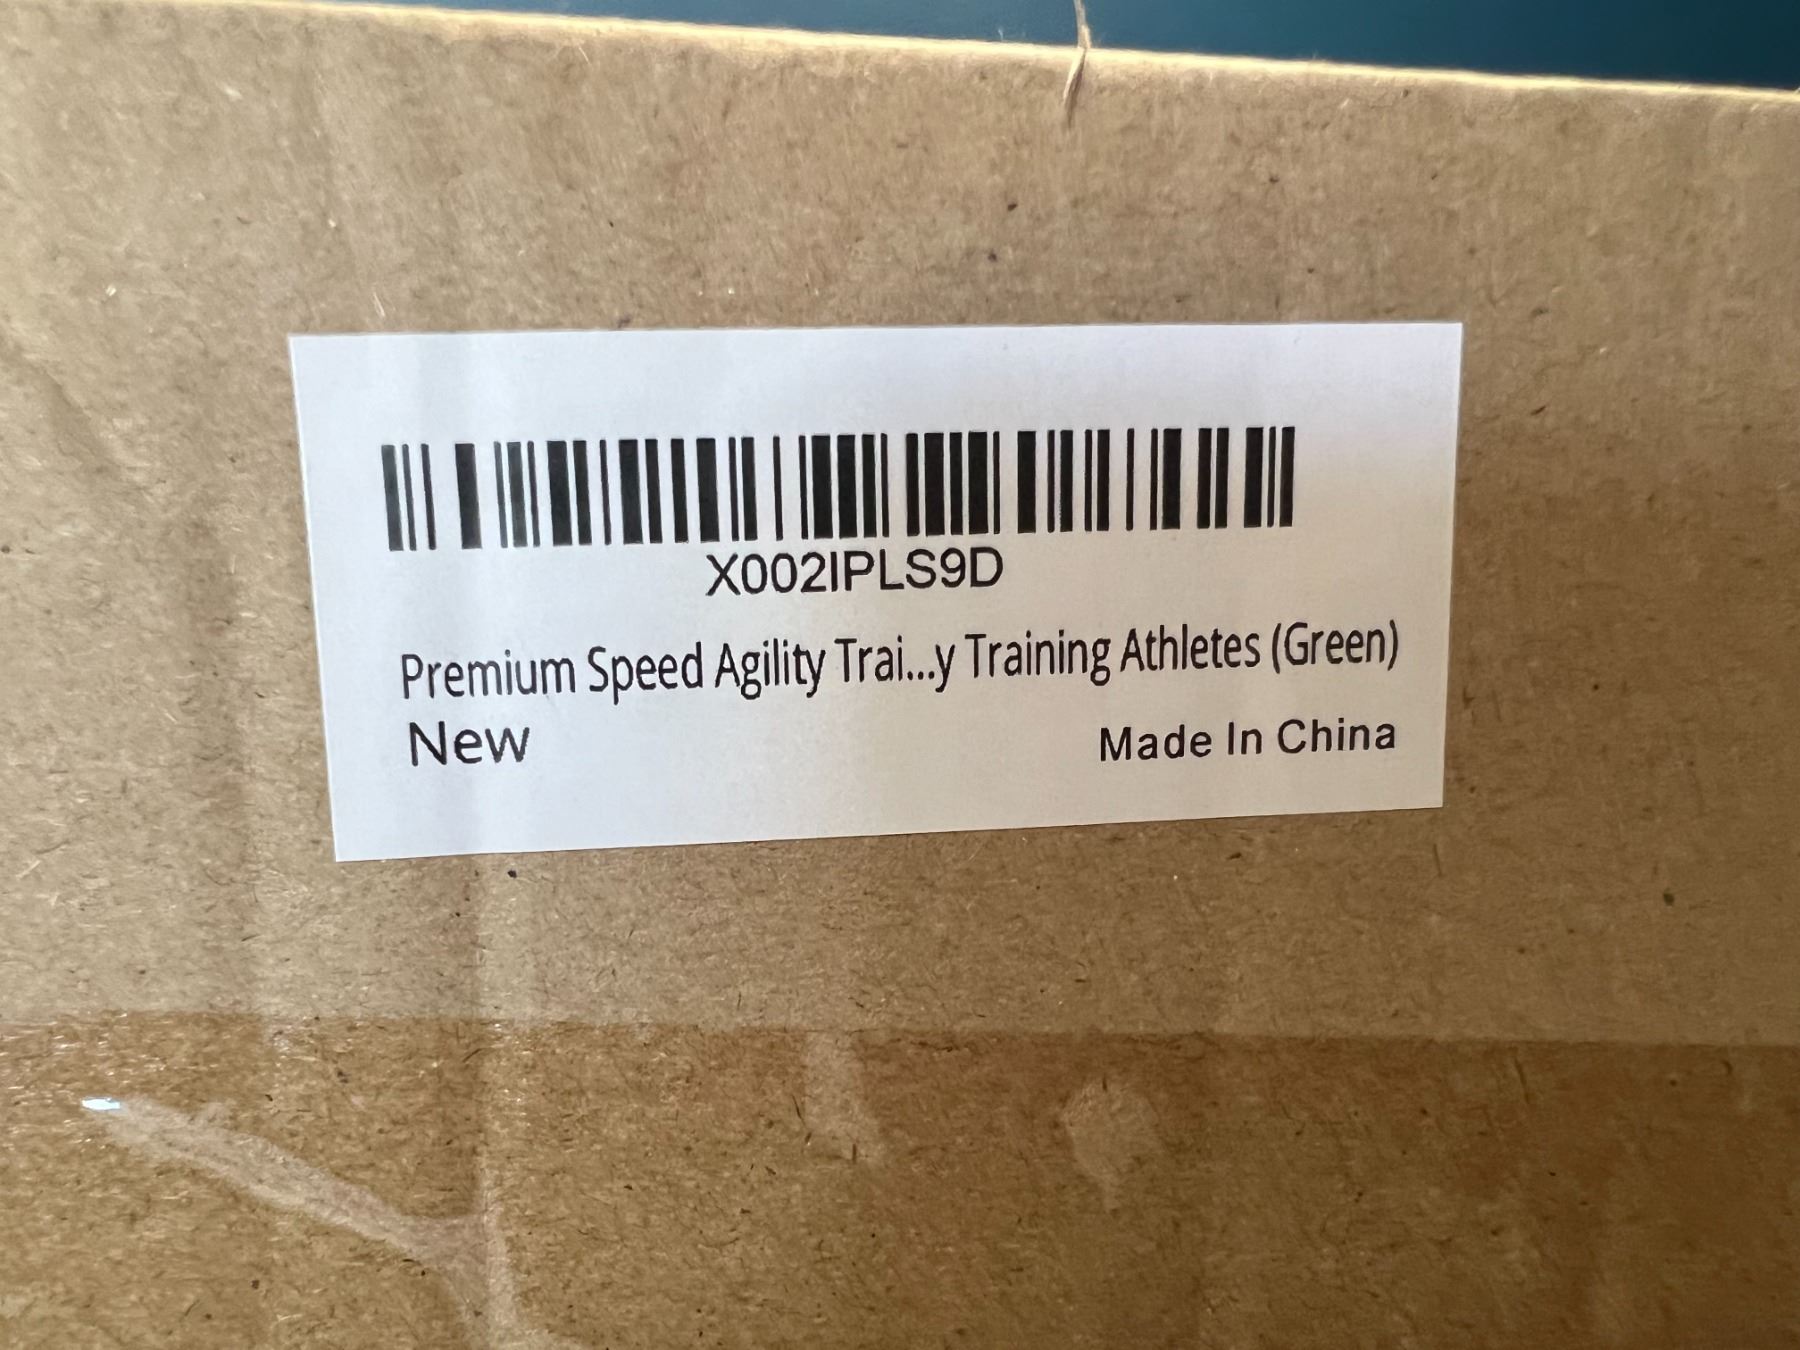 X002IPLS9D
Premium Speed Agility Trai...y Training Athletes (Green)
New
Made In China